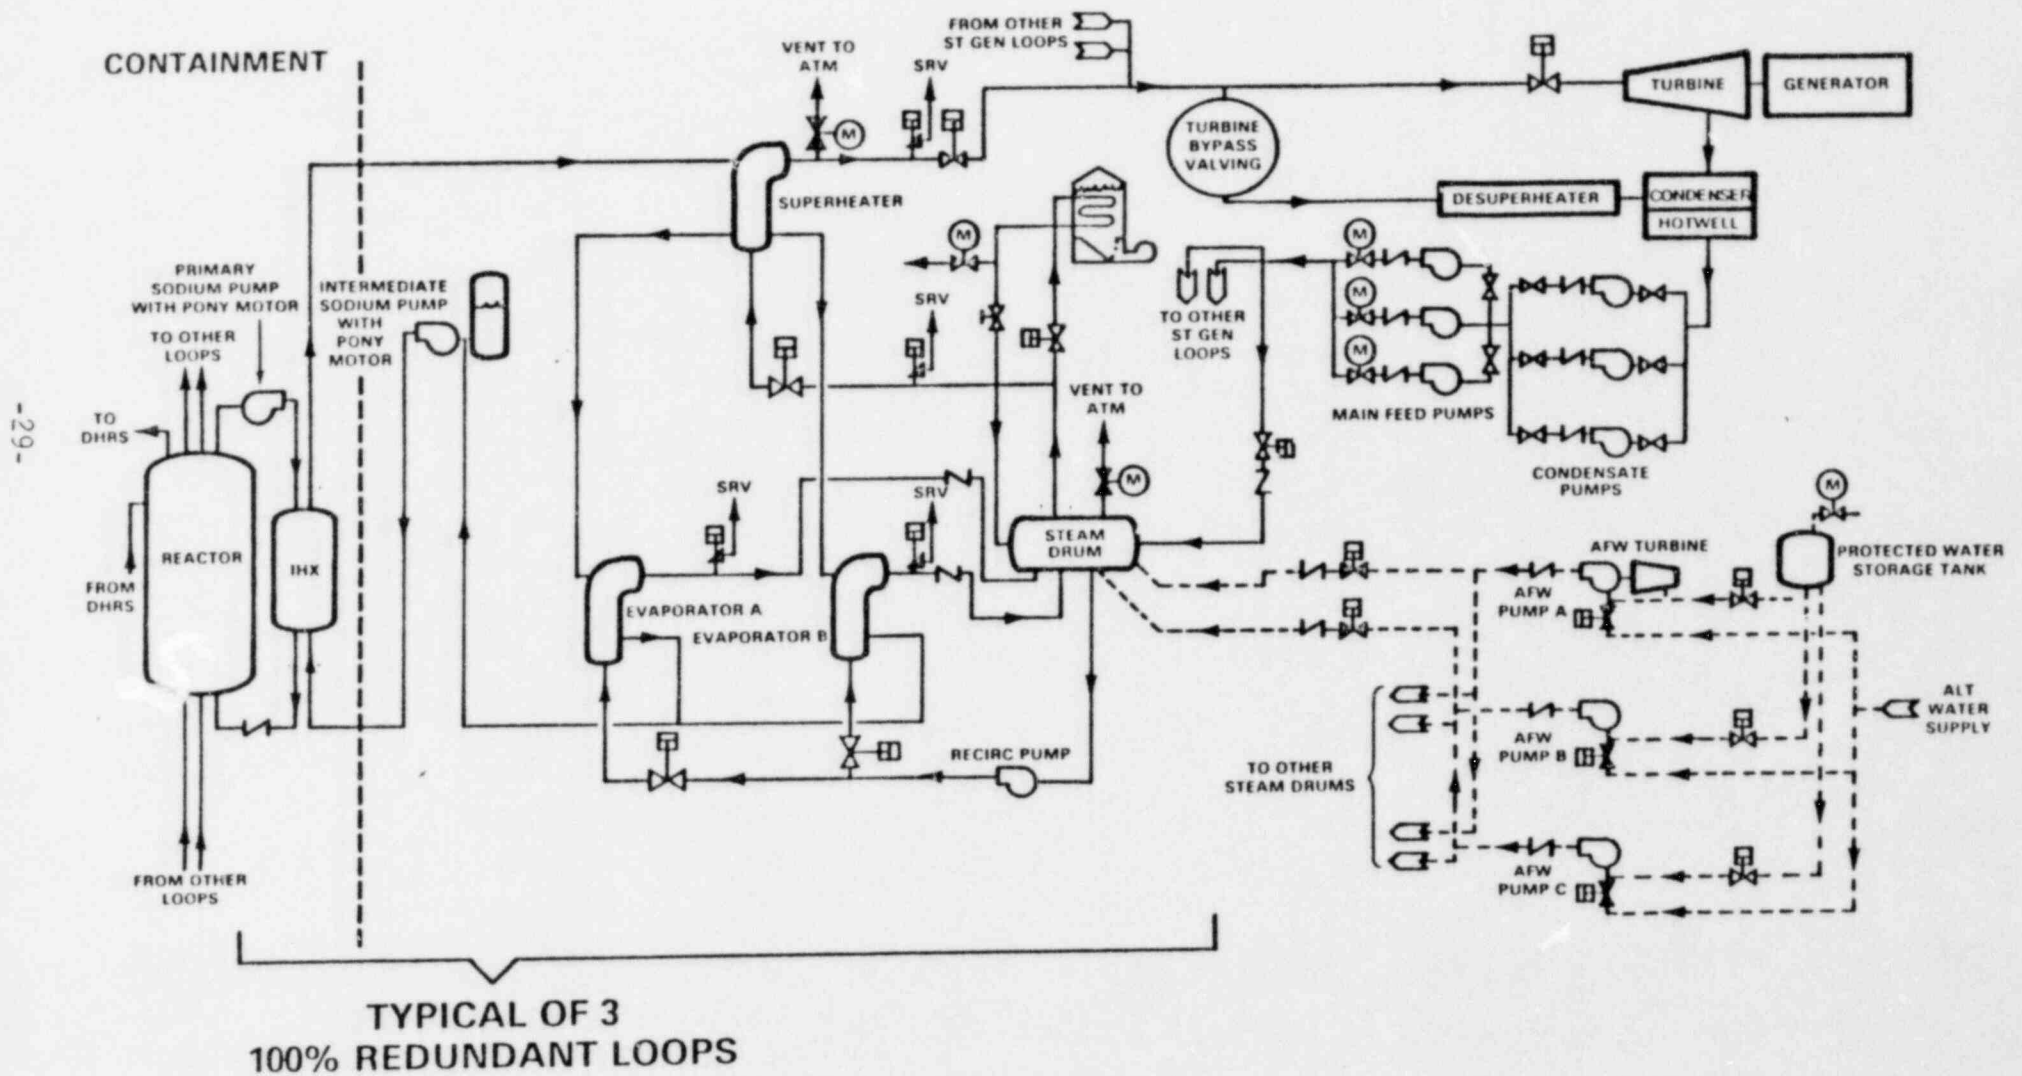 CONTAINMENT
FROM OTHER
ST GEN LOOPS
VENT TO
ATM
SRV
M
TURBINE
GENERATOR
TURBINE
BYPASS
VALVING
SUPERHEATER
DESUPERHEATER
CONDENSER
HOTWELL
M
M
M
M
PRIMARY
SODIUM PUMP
WITH PONY MOTOR
INTERMEDIATE
SODIUM PUMP
WITH
PONY
MOTOR
TO OTHER
LOOPS
SRV
TO OTHER
ST GEN
LOOPS
MAIN FEED PUMPS
VENT TO
ATM
M
CONDENSATE
PUMPS
-29-
TO
DHRS
REACTOR
IHX
FROM
DHRS
SRV
SRV
STEAM
DRUM
EVAPORATOR A
EVAPORATOR B
M
AFW TURBINE
PROTECTED WATER
STORAGE TANK
AFW
PUMP A
ALT
WATER
SUPPLY
AFW
PUMP B
RECIRC PUMP
TO OTHER
STEAM DRUMS
AFW
PUMP C
FROM OTHER
LOOPS
TYPICAL OF 3
100% REDUNDANT LOOPS